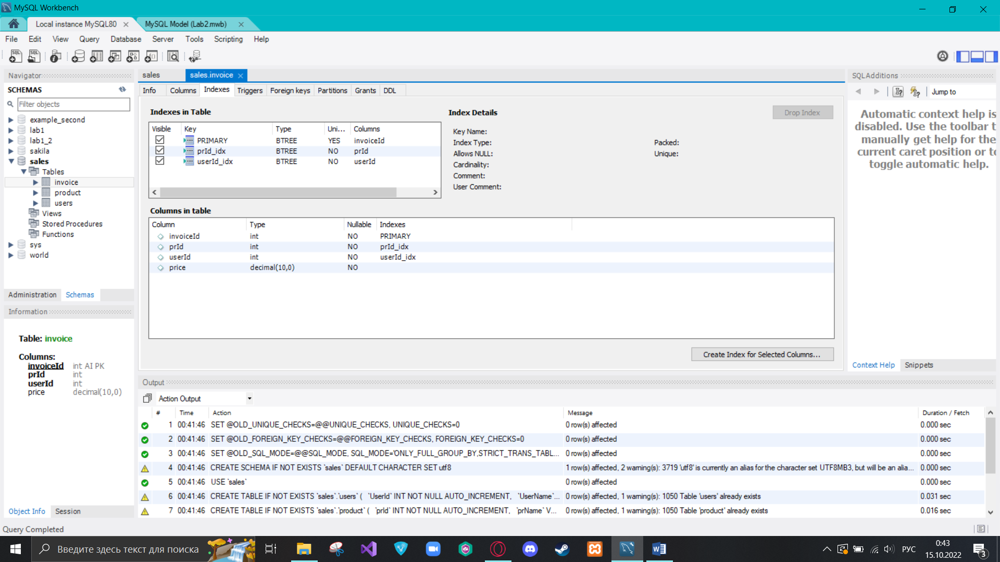 MySQL Workbench
Local instance MySQL80
MySQL Model (Lab2.mwb)
File Edit View Query Database Server Tools Scripting Help
Navigator
SCHEMAS
Filter objects
example_second
lab1
lab1_2
sakila
sales
Tables
invoice
product
users
Views
Stored Procedures
Functions
sys
world
Administration Schemas
Information
Table: invoice
Columns:
invoiceId int AI PK
prId int
userId int
price decimal(10,0)
Object Info Session
sales
sales.invoice
Info Columns Indexes Triggers Foreign keys Partitions Grants DDL
Indexes in Table
Visible Key Type Uni... Columns
PRIMARY BTREE YES invoiceId
prId_idx BTREE NO prId
userId_idx BTREE NO userId
Index Details
Drop Index
Key Name:
Index Type:
Packed:
Allows NULL:
Unique:
Cardinality:
Comment:
User Comment:
Columns in table
Column Type Nullable Indexes
invoiceId int NO PRIMARY
prId int NO prId_idx
userId int NO userId_idx
price decimal(10,0) NO
Create Index for Selected Columns...
SQLAdditions
Jump to
Automatic context help is
disabled. Use the toolbar t
manually get help for the
current caret position or to
toggle automatic help.
Context Help Snippets
Output
Action Output
# Time Action Message Duration / Fetch
1 00:41:46 SET @OLD_UNIQUE_CHECKS=@@UNIQUE_CHECKS, UNIQUE_CHECKS=0 0 row(s) affected 0.000 sec
2 00:41:46 SET @OLD_FOREIGN_KEY_CHECKS=@@FOREIGN_KEY_CHECKS, FOREIGN_KEY_CHECKS=0 0 row(s) affected 0.000 sec
3 00:41:46 SET @OLD_SQL_MODE=@@SQL_MODE, SQL_MODE='ONLY_FULL_GROUP_BY,STRICT_TRANS_TABL... 0 row(s) affected 0.000 sec
4 00:41:46 CREATE SCHEMA IF NOT EXISTS `sales` DEFAULT CHARACTER SET utf8 1 row(s) affected, 2 warning(s): 3719 'utf8' is currently an alias for the character set UTF8MB3, but will be an alia... 0.000 sec
5 00:41:46 USE `sales` 0 row(s) affected 0.000 sec
6 00:41:46 CREATE TABLE IF NOT EXISTS `sales`.`users` ( `UserId` INT NOT NULL AUTO_INCREMENT, `UserName`... 0 row(s) affected, 1 warning(s): 1050 Table 'users' already exists 0.031 sec
7 00:41:46 CREATE TABLE IF NOT EXISTS `sales`.`product` ( `prId` INT NOT NULL AUTO_INCREMENT, `prName` V... 0 row(s) affected, 1 warning(s): 1050 Table 'product' already exists 0.016 sec
Query Completed
Введите здесь текст для поиска
РУС
0:43
15.10.2022
3